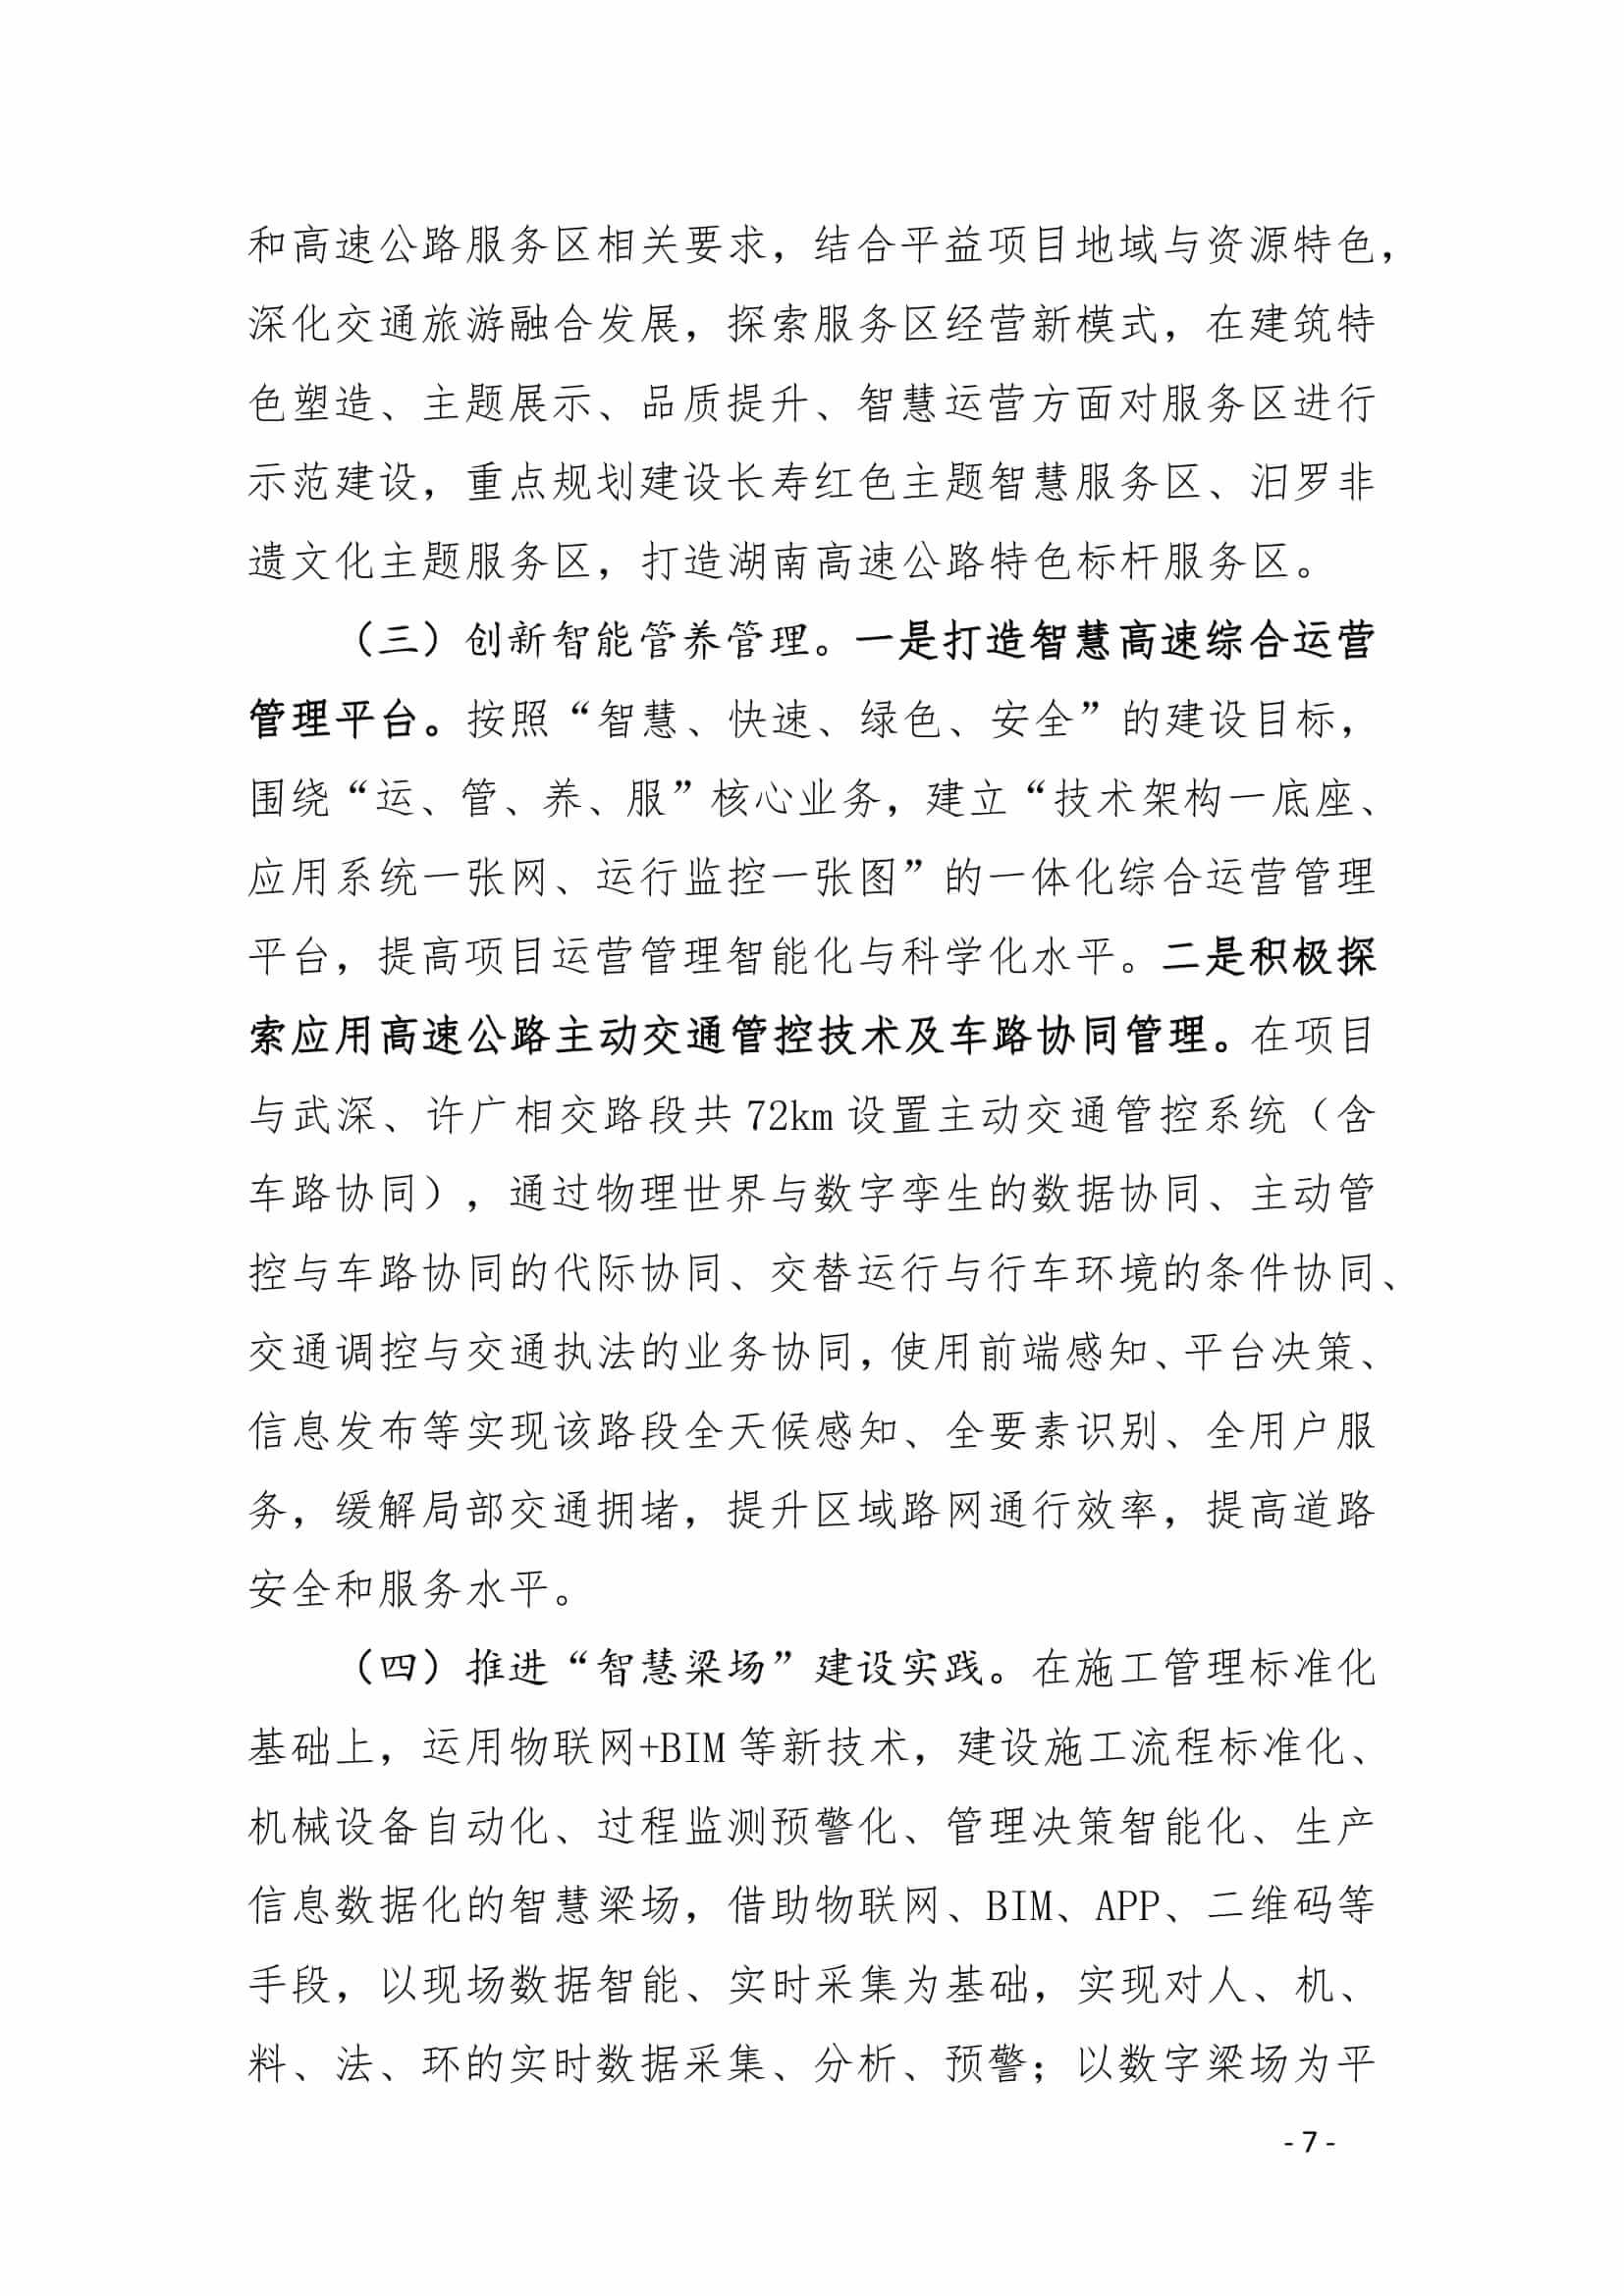 和高速公路服务区相关要求，结合平益项目地域与资源特色，
深化交通旅游融合发展，探索服务区经营新模式，在建筑特
色塑造、主题展示、品质提升、智慧运营方面对服务区进行
示范建设，重点规划建设长寿红色主题智慧服务区、汨罗非
遗文化主题服务区，打造湖南高速公路特色标杆服务区。
（三）创新智能管养管理。一是打造智慧高速综合运营
管理平台。按照“智慧、快速、绿色、安全”的建设目标，
围绕“运、管、养、服”核心业务，建立“技术架构一底座、
应用系统一张网、运行监控一张图”的一体化综合运营管理
平台，提高项目运营管理智能化与科学化水平。二是积极探
索应用高速公路主动交通管控技术及车路协同管理。在项目
与武深、许广相交路段共 72km 设置主动交通管控系统（含
车路协同），通过物理世界与数字孪生的数据协同、主动管
控与车路协同的代际协同、交替运行与行车环境的条件协同、
交通调控与交通执法的业务协同，使用前端感知、平台决策、
信息发布等实现该路段全天候感知、全要素识别、全用户服
务，缓解局部交通拥堵，提升区域路网通行效率，提高道路
安全和服务水平。
（四）推进“智慧梁场”建设实践。在施工管理标准化
基础上，运用物联网+BIM 等新技术，建设施工流程标准化、
机械设备自动化、过程监测预警化、管理决策智能化、生产
信息数据化的智慧梁场，借助物联网、BIM、APP、二维码等
手段，以现场数据智能、实时采集为基础，实现对人、机、
料、法、环的实时数据采集、分析、预警；以数字梁场为平
- 7 -